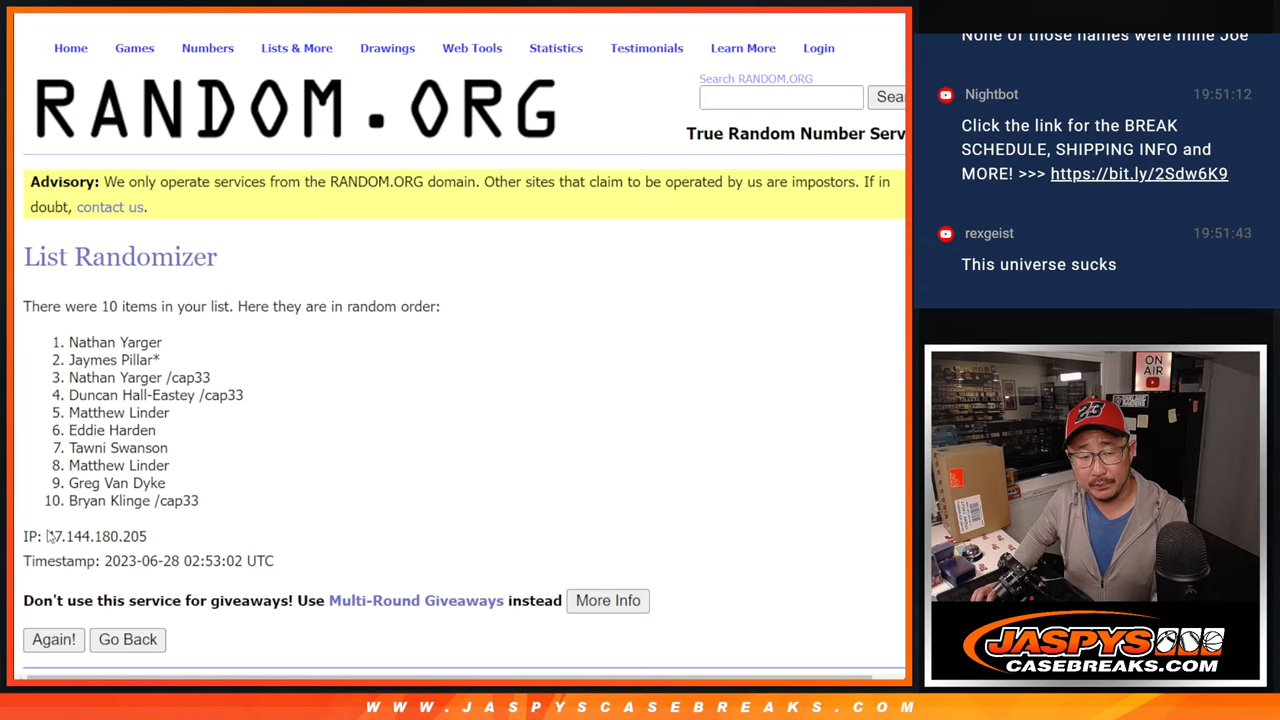 Home Games Numbers Lists & More Drawings Web Tools Statistics Testimonials Learn More Login
RANDOM.ORG
Search RANDOM.ORG
True Random Number Serv
Advisory: We only operate services from the RANDOM.ORG domain. Other sites that claim to be operated by us are impostors. If in
doubt, contact us.
List Randomizer
There were 10 items in your list. Here they are in random order:
1. Nathan Yarger
2. Jaymes Pillar*
3. Nathan Yarger /cap33
4. Duncan Hall-Eastey /cap33
5. Matthew Linder
6. Eddie Harden
7. Tawni Swanson
8. Matthew Linder
9. Greg Van Dyke
10. Bryan Klinge /cap33
IP: 7.144.180.205
Timestamp: 2023-06-28 02:53:02 UTC
Don't use this service for giveaways! Use Multi-Round Giveaways instead More Info
Again! Go Back
None of those names were mine Joe
Nightbot 19:51:12
Click the link for the BREAK
SCHEDULE, SHIPPING INFO and
MORE! >>> https://bit.ly/2Sdw6K9
rexgeist 19:51:43
This universe sucks
ON
AIR
23
JASPYS
CASEBREAKS.COM
WWW.JASPYSCASEBREAKS.COM